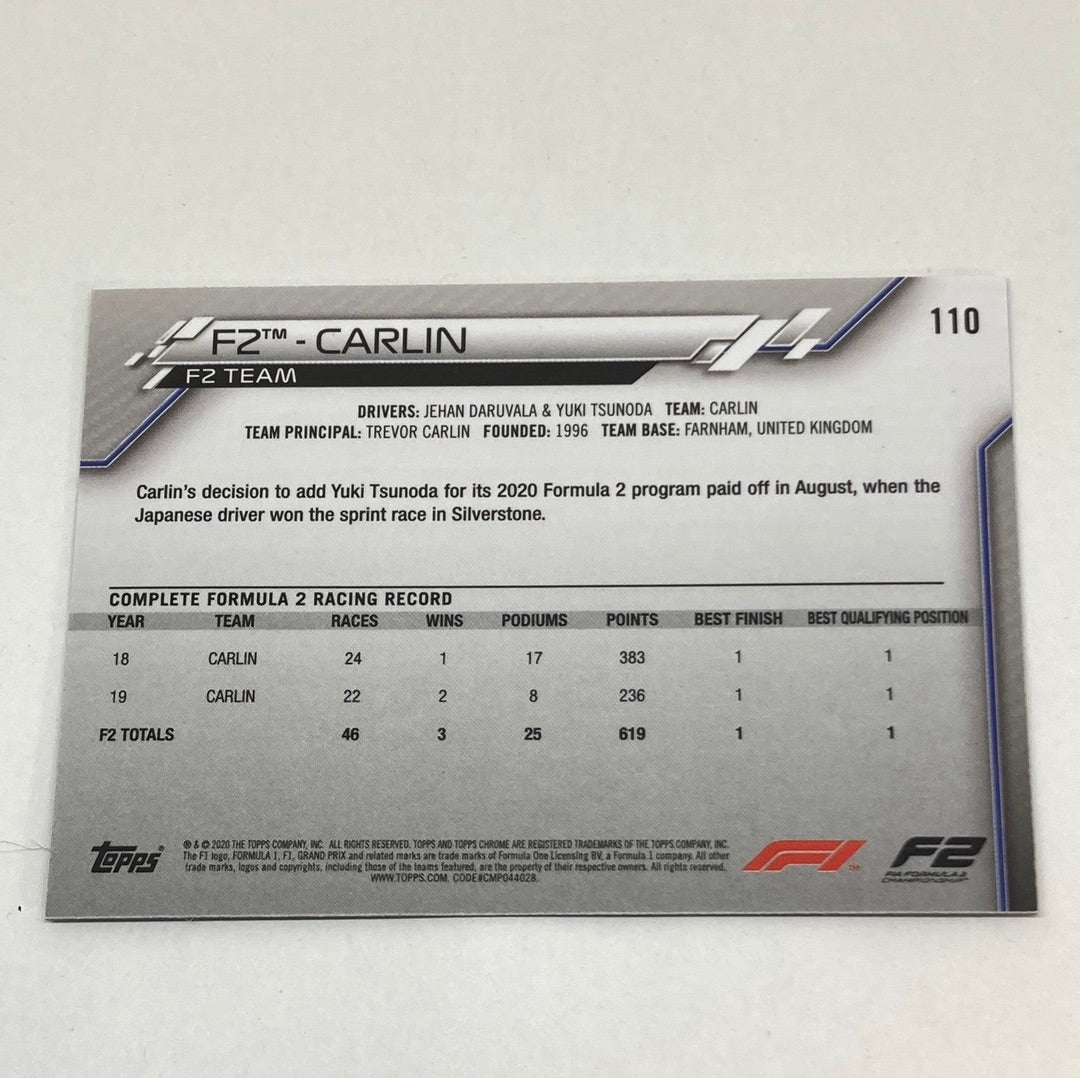 110
F2™ - CARLIN
F2 TEAM
DRIVERS: JEHAN DARUVALA & YUKI TSUNODA TEAM: CARLIN
TEAM PRINCIPAL: TREVOR CARLIN FOUNDED: 1996 TEAM BASE: FARNHAM, UNITED KINGDOM
Carlin's decision to add Yuki Tsunoda for its 2020 Formula 2 program paid off in August, when the
Japanese driver won the sprint race in Silverstone.
COMPLETE FORMULA 2 RACING RECORD
YEAR TEAM RACES WINS PODIUMS POINTS BEST FINISH BEST QUALIFYING POSITION
18 CARLIN 24 1 17 383 1 1
19 CARLIN 22 2 8 236 1 1
F2 TOTALS 46 3 25 619 1 1
topps
® & © 2020 THE TOPPS COMPANY, INC. ALL RIGHTS RESERVED. TOPPS AND TOPPS CHROME ARE REGISTERED TRADEMARKS OF THE TOPPS COMPANY, INC.
The F1 logo, FORMULA 1, F1, GRAND PRIX and related marks are trade marks of Formula One Licensing BV, a Formula 1 company. All other
trade marks, logos and copyrights, including those of the teams featured, are the property of their respective owners. All rights reserved.
WWW.TOPPS.COM. CODE#CMP044028.
F1™
F2
FIA FORMULA 2
CHAMPIONSHIP™